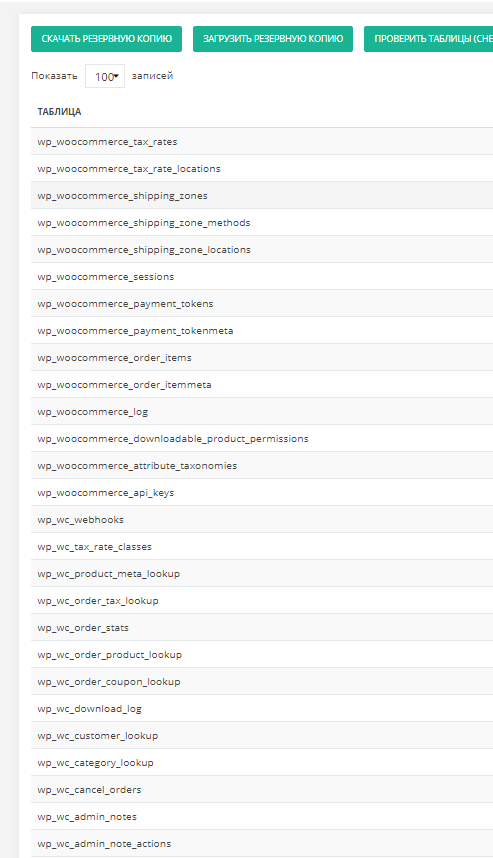 СКАЧАТЬ РЕЗЕРВНУЮ КОПИЮ ЗАГРУЗИТЬ РЕЗЕРВНУЮ КОПИЮ ПРОВЕРИТЬ ТАБЛИЦЫ (CHE
Показать 100 записей
ТАБЛИЦА
wp_woocommerce_tax_rates
wp_woocommerce_tax_rate_locations
wp_woocommerce_shipping_zones
wp_woocommerce_shipping_zone_methods
wp_woocommerce_shipping_zone_locations
wp_woocommerce_sessions
wp_woocommerce_payment_tokens
wp_woocommerce_payment_tokenmeta
wp_woocommerce_order_items
wp_woocommerce_order_itemmeta
wp_woocommerce_log
wp_woocommerce_downloadable_product_permissions
wp_woocommerce_attribute_taxonomies
wp_woocommerce_api_keys
wp_wc_webhooks
wp_wc_tax_rate_classes
wp_wc_product_meta_lookup
wp_wc_order_tax_lookup
wp_wc_order_stats
wp_wc_order_product_lookup
wp_wc_order_coupon_lookup
wp_wc_download_log
wp_wc_customer_lookup
wp_wc_category_lookup
wp_wc_cancel_orders
wp_wc_admin_notes
wp_wc_admin_note_actions